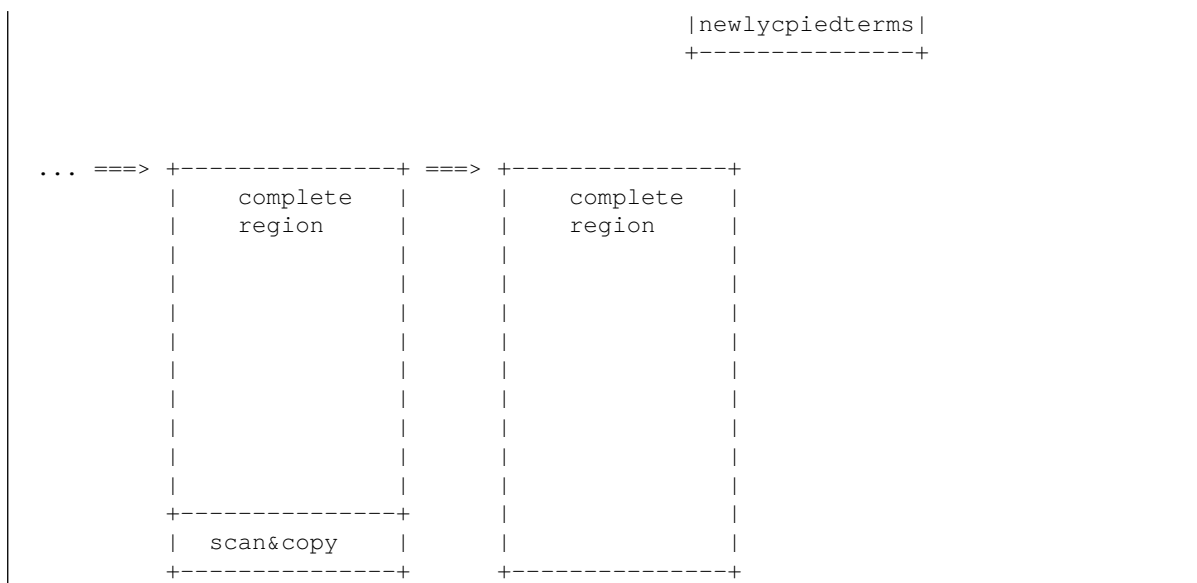 |newlycpiedterms|
+---------------+
... ===> +---------------+ ===> +---------------+
| complete | | complete |
| region | | region |
| | | |
| | | |
| | | |
| | | |
| | | |
| | | |
| | | |
| | | |
| | | |
+---------------+ | |
| scan&copy | | |
+---------------+ +---------------+